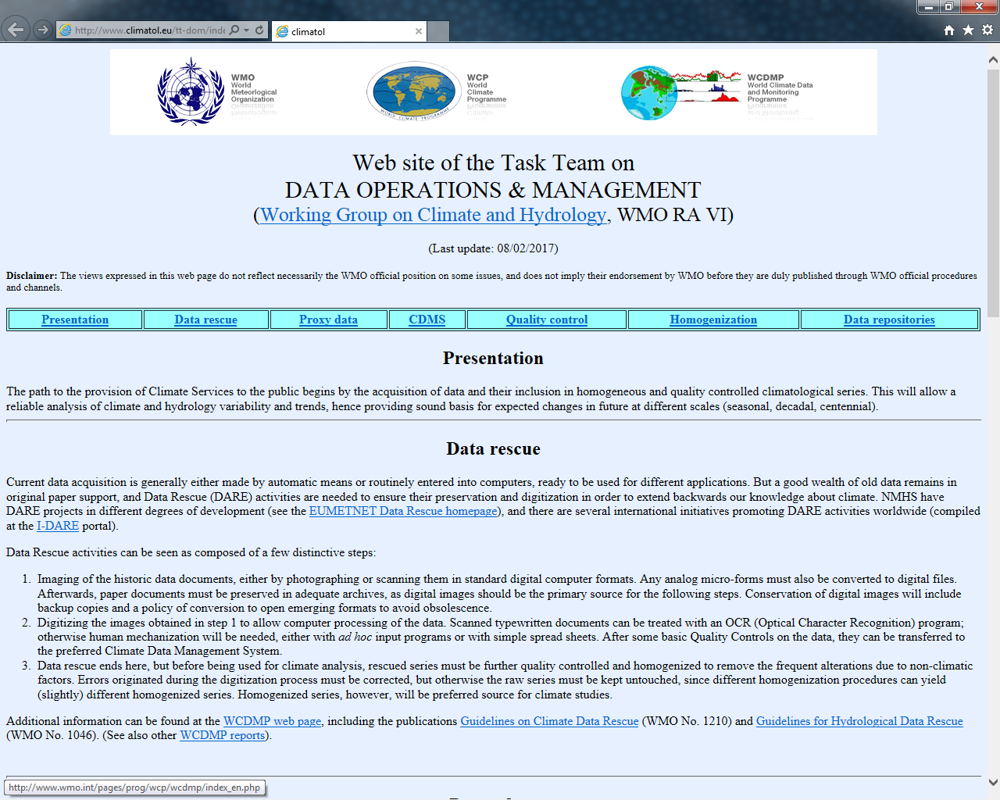 http://www.climatol.eu/tt-dom/inde
climatol
WMO
World
Meteorological
Organization
WCP
World
Climate
Programme
WORLD CLIMATE PROGRAMME
WCDMP
World Climate Data
and Monitoring
Programme
Web site of the Task Team on
DATA OPERATIONS & MANAGEMENT
(Working Group on Climate and Hydrology, WMO RA VI)
(Last update: 08/02/2017)
Disclaimer: The views expressed in this web page do not reflect necessarily the WMO official position on some issues, and does not imply their endorsement by WMO before they are duly published through WMO official procedures
and channels.
Presentation Data rescue Proxy data CDMS Quality control Homogenization Data repositories
Presentation
The path to the provision of Climate Services to the public begins by the acquisition of data and their inclusion in homogeneous and quality controlled climatological series. This will allow a
reliable analysis of climate and hydrology variability and trends, hence providing sound basis for expected changes in future at different scales (seasonal, decadal, centennial).
Data rescue
Current data acquisition is generally either made by automatic means or routinely entered into computers, ready to be used for different applications. But a good wealth of old data remains in
original paper support, and Data Rescue (DARE) activities are needed to ensure their preservation and digitization in order to extend backwards our knowledge about climate. NMHS have
DARE projects in different degrees of development (see the EUMETNET Data Rescue homepage), and there are several international initiatives promoting DARE activities worldwide (compiled
at the I-DARE portal).
Data Rescue activities can be seen as composed of a few distinctive steps:
1. Imaging of the historic data documents, either by photographing or scanning them in standard digital computer formats. Any analog micro-forms must also be converted to digital files.
Afterwards, paper documents must be preserved in adequate archives, as digital images should be the primary source for the following steps. Conservation of digital images will include
backup copies and a policy of conversion to open emerging formats to avoid obsolescence.
2. Digitizing the images obtained in step 1 to allow computer processing of the data. Scanned typewritten documents can be treated with an OCR (Optical Character Recognition) program;
otherwise human mechanization will be needed, either with ad hoc input programs or with simple spread sheets. After some basic Quality Controls on the data, they can be transferred to
the preferred Climate Data Management System.
3. Data rescue ends here, but before being used for climate analysis, rescued series must be further quality controlled and homogenized to remove the frequent alterations due to non-climatic
factors. Errors originated during the digitization process must be corrected, but otherwise the raw series must be kept untouched, since different homogenization procedures can yield
(slightly) different homogenized series. Homogenized series, however, will be preferred source for climate studies.
Additional information can be found at the WCDMP web page, including the publications Guidelines on Climate Data Rescue (WMO No. 1210) and Guidelines for Hydrological Data Rescue
(WMO No. 1046). (See also other WCDMP reports).
http://www.wmo.int/pages/prog/wcp/wcdmp/index_en.php